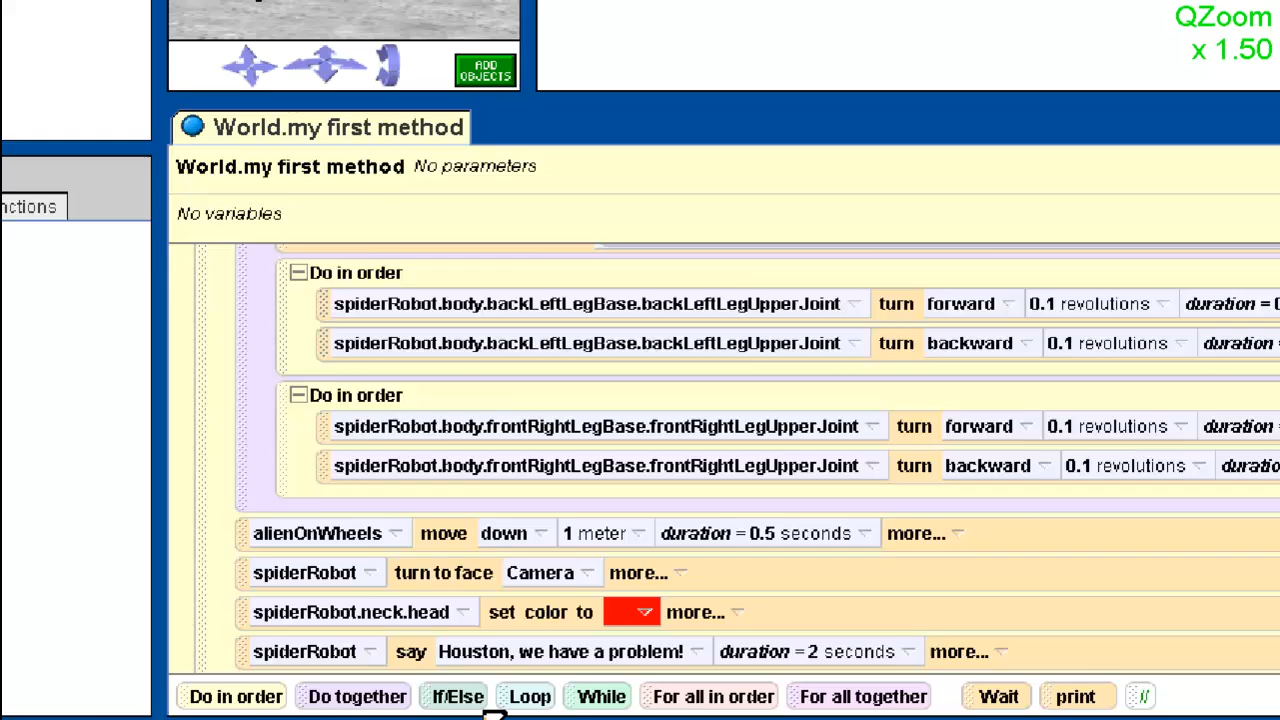 QZoom
x 1.50
ADD
OBJECTS
World.my first method
World.my first method No parameters
nctions
No variables
Do in order
spiderRobot.body.backLeftLegBase.backLeftLegUpperJoint turn forward 0.1 revolutions duration = 0
spiderRobot.body.backLeftLegBase.backLeftLegUpperJoint turn backward 0.1 revolutions duration =
Do in order
spiderRobot.body.frontRightLegBase.frontRightLegUpperJoint turn forward 0.1 revolutions duration =
spiderRobot.body.frontRightLegBase.frontRightLegUpperJoint turn backward 0.1 revolutions duratio
alienOnWheels move down 1 meter duration = 0.5 seconds more...
spiderRobot turn to face Camera more...
spiderRobot.neck.head set color to more...
spiderRobot say Houston, we have a problem! duration = 2 seconds more...
Do in order Do together If/Else Loop While For all in order For all together Wait print //